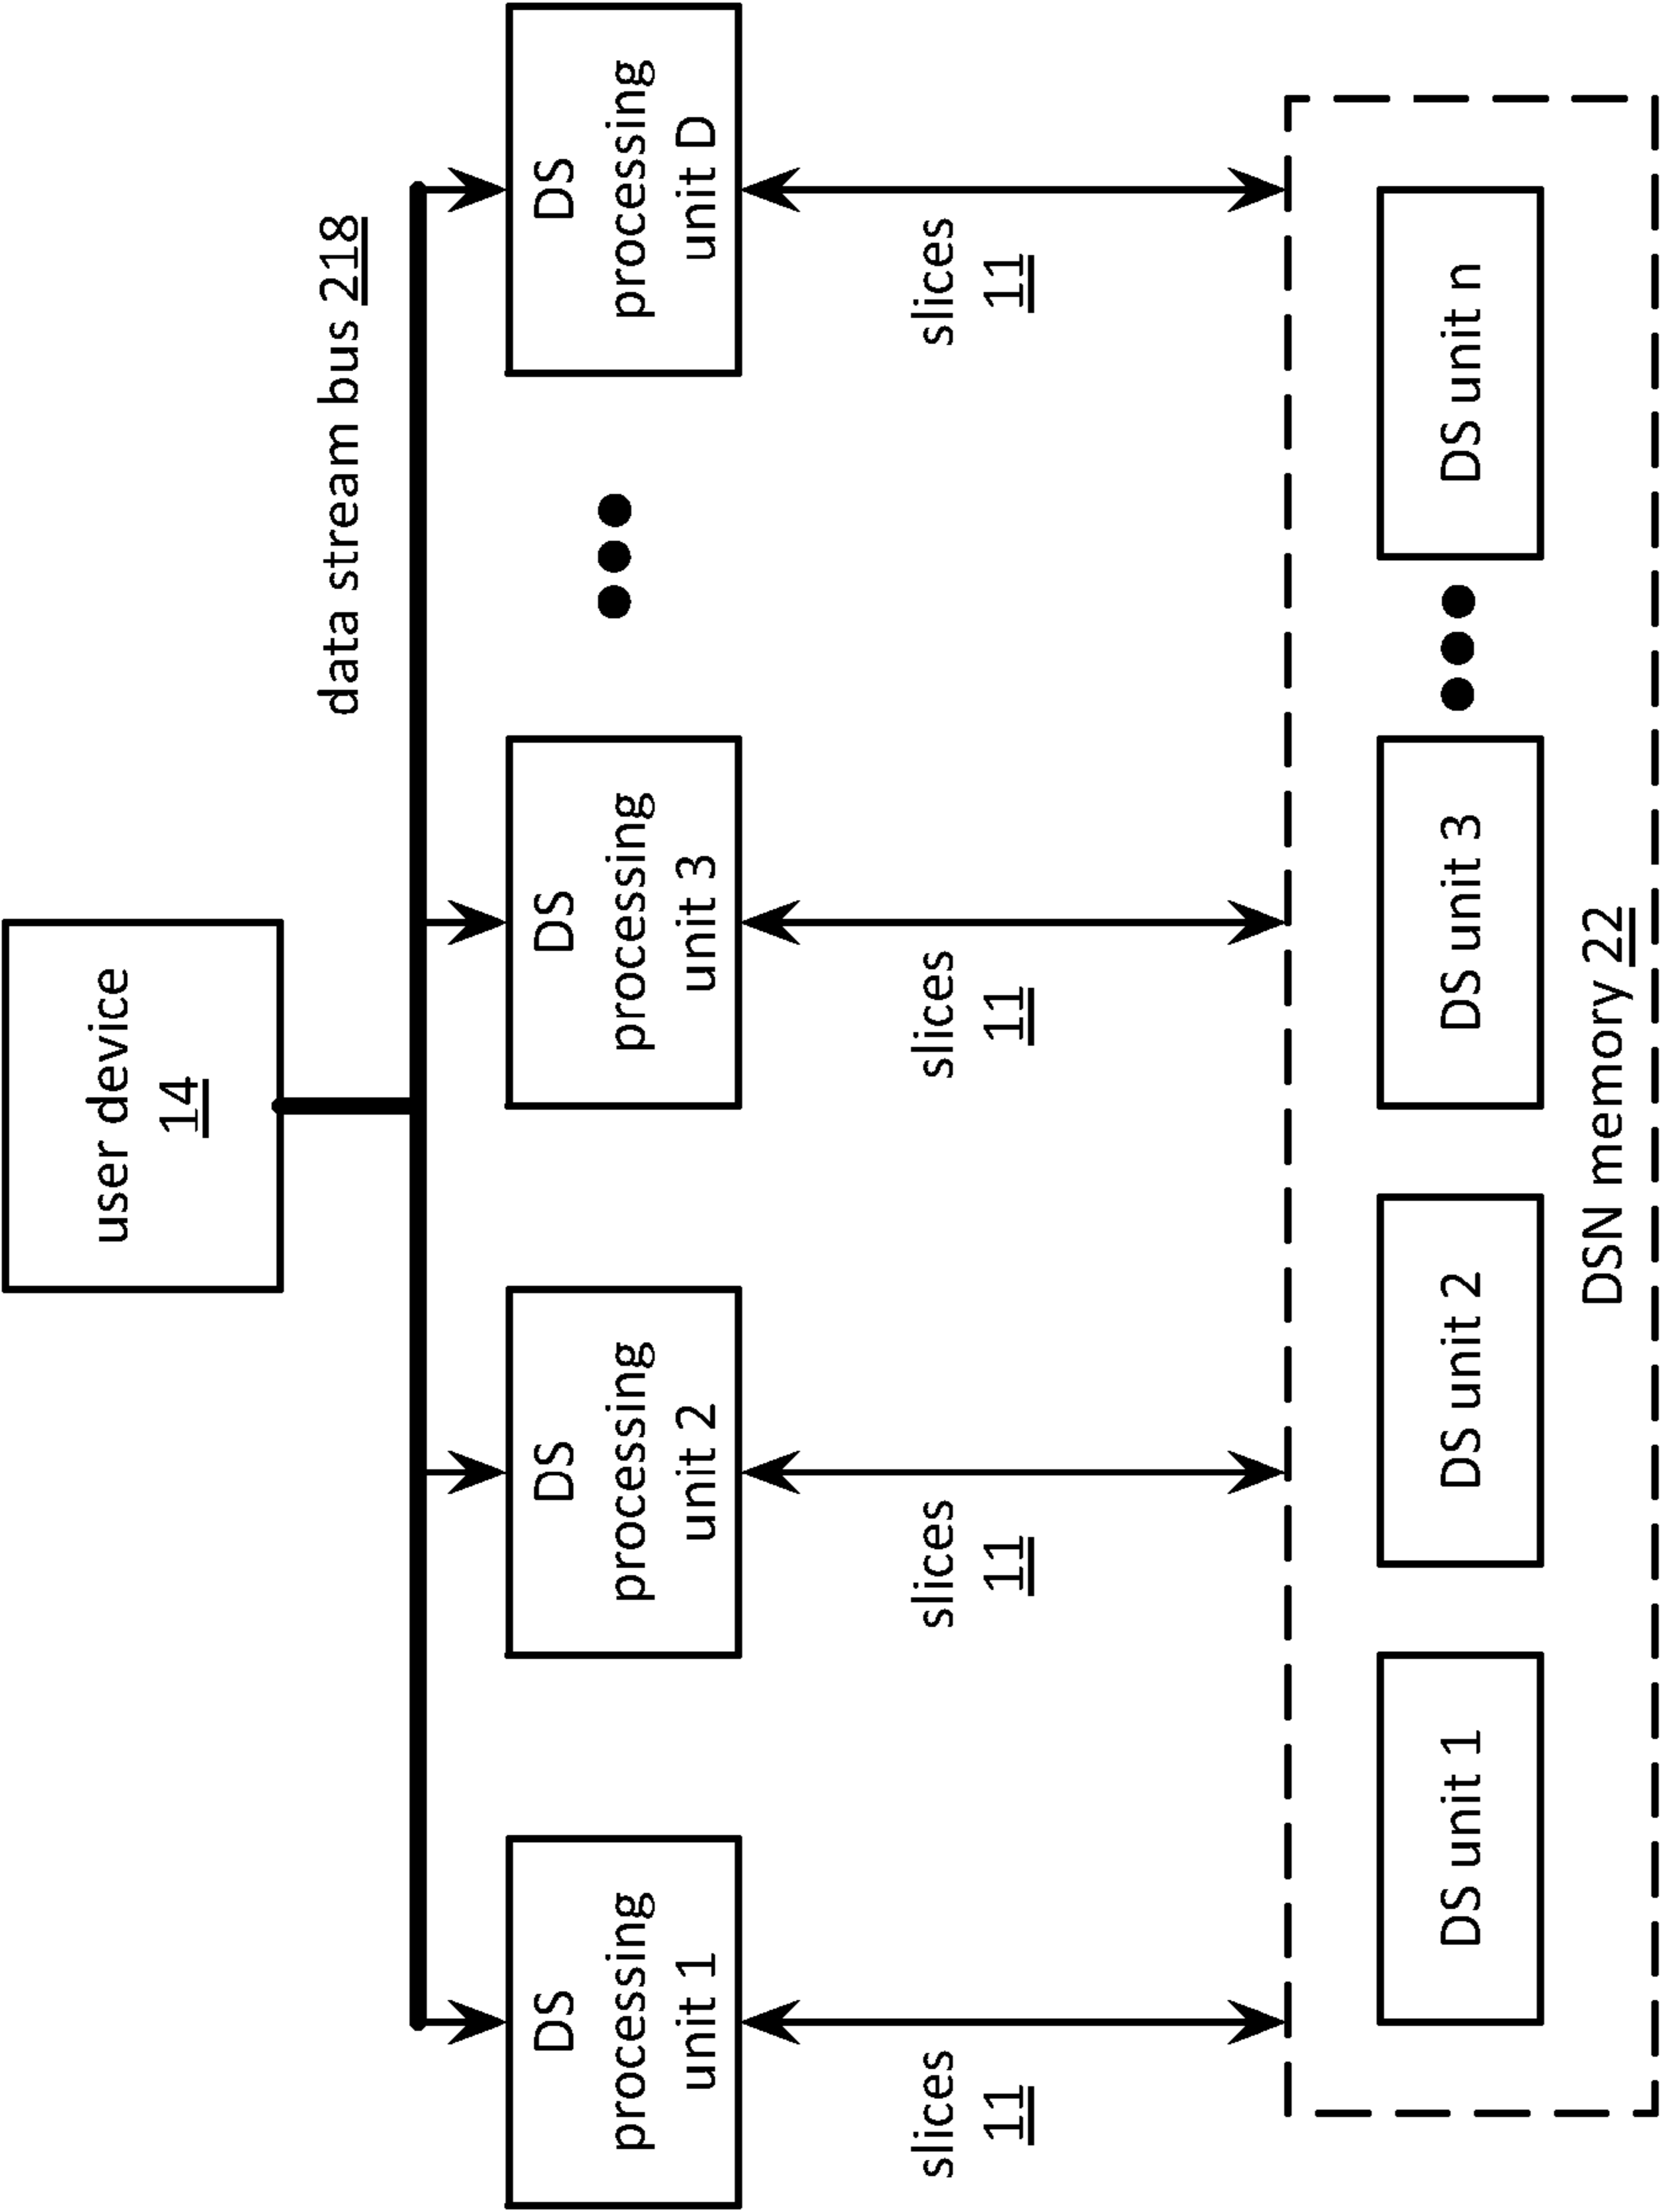 user device
14
data stream bus 218
DS
processing
unit 1
DS
processing
unit 2
DS
processing
unit 3
DS
processing
unit D
slices
11
slices
11
slices
11
slices
11
DS unit 1
DS unit 2
DS unit 3
DS unit n
DSN memory 22